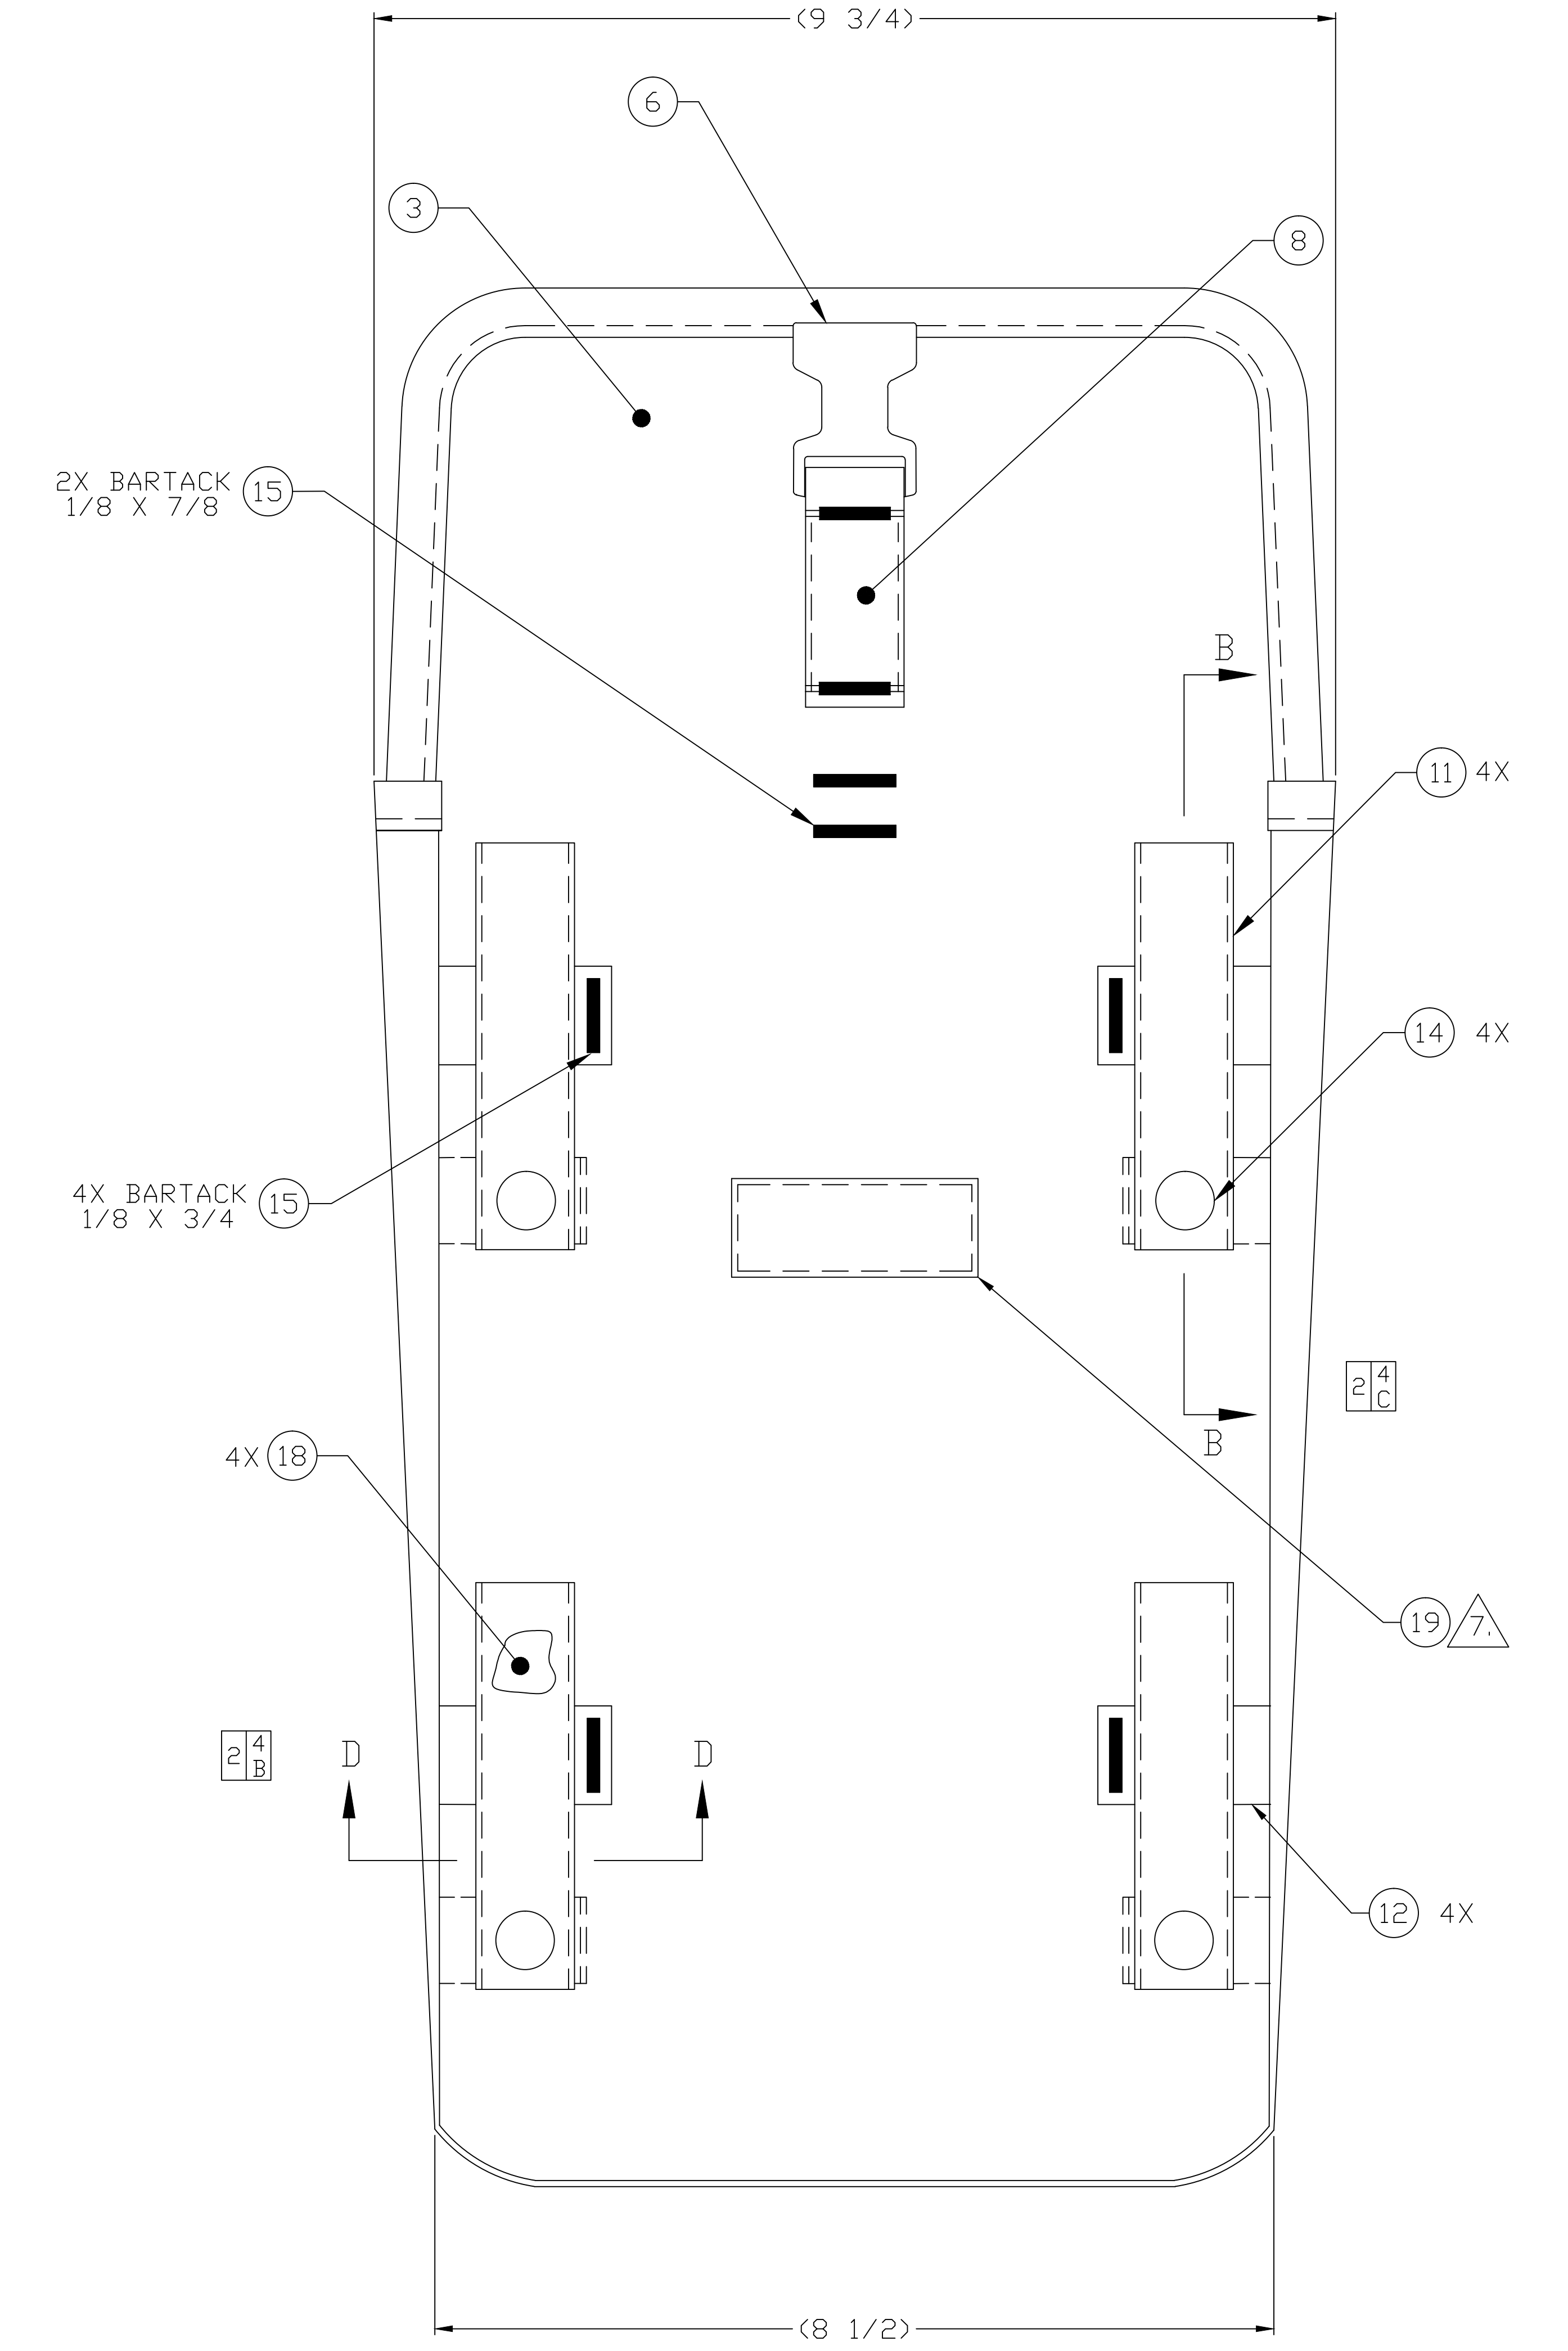 (9 3/4)
6
3
8
2X BARTACK 15
1/8 X 7/8
B
11 4X
14 4X
4X BARTACK 15
1/8 X 3/4
2 4
C
B
4X 18
19 7.
2 4
B
D D
12 4X
(8 1/2)